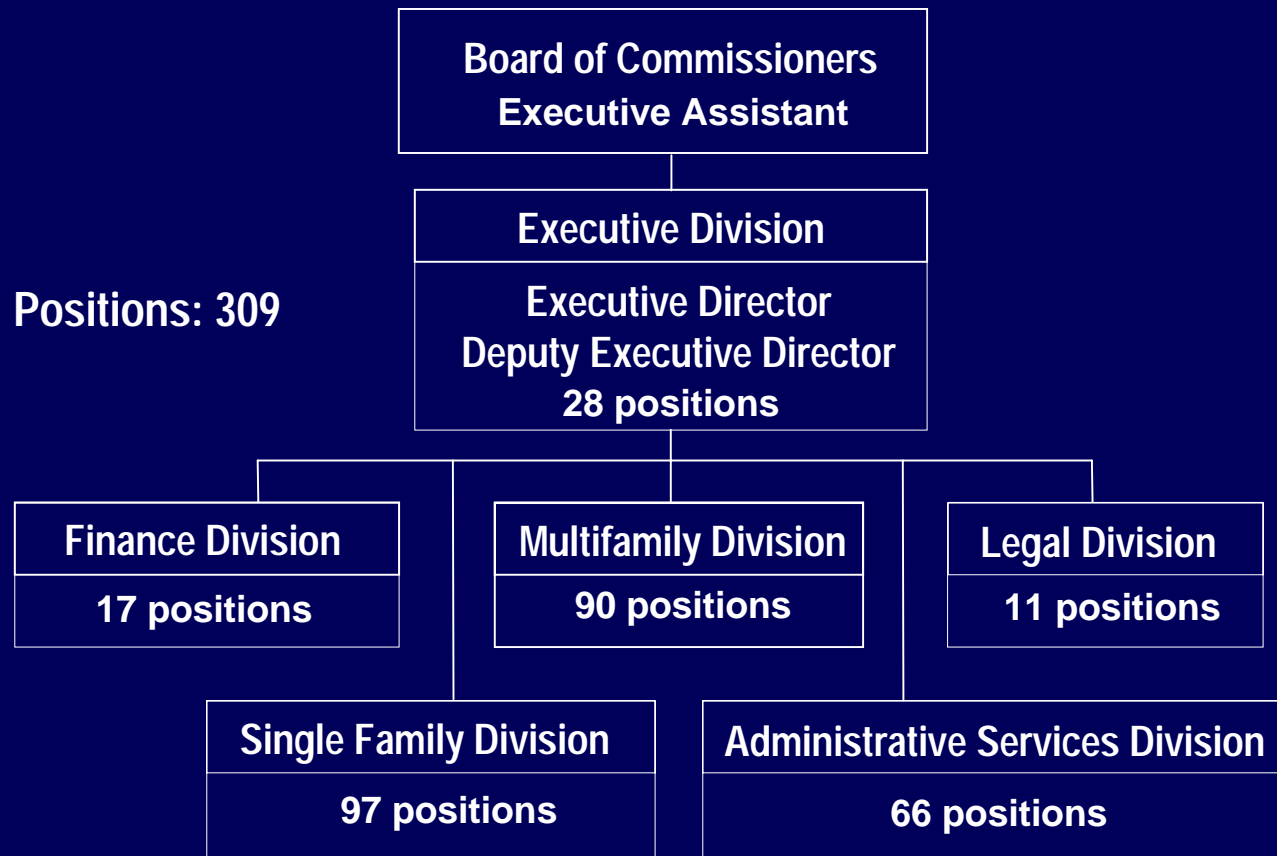 Board of Commissioners
Executive Assistant
Executive Division
Positions: 309
Executive Director
Deputy Executive Director
28 positions
Finance Division
17 positions
Multifamily Division
90 positions
Legal Division
11 positions
Single Family Division
97 positions
Administrative Services Division
66 positions